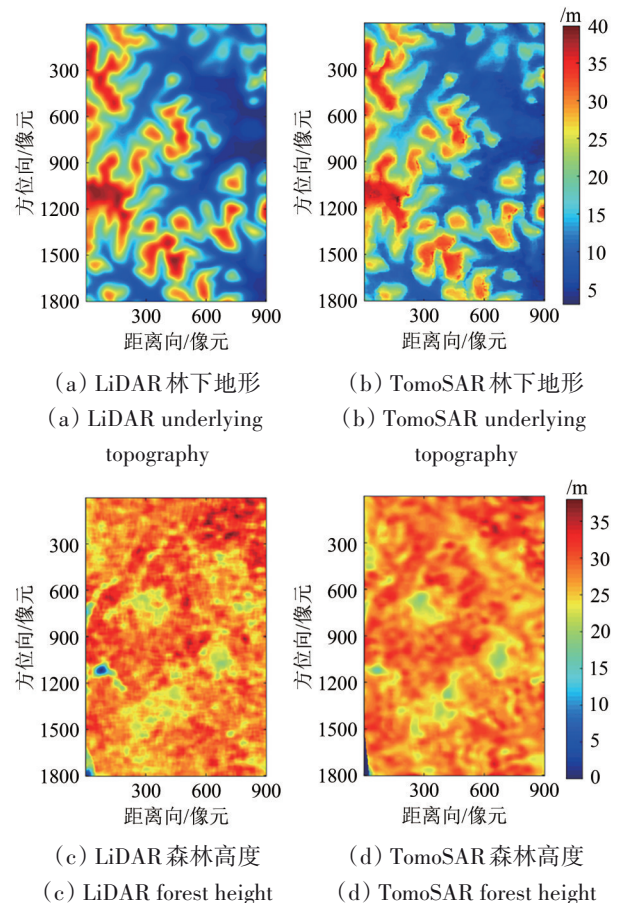 /m
40
35
30
25
20
15
10
5
300
600
900
1200
1500
1800
方位向/像元
300 600 900
距离向/像元
300
600
900
1200
1500
1800
方位向/像元
300 600 900
距离向/像元
(a) LiDAR 林下地形
(a) LiDAR underlying
topography
(b) TomoSAR 林下地形
(b) TomoSAR underlying
topography
/m
35
30
25
20
15
10
5
0
300
600
900
1200
1500
1800
方位向/像元
300 600 900
距离向/像元
300
600
900
1200
1500
1800
方位向/像元
300 600 900
距离向/像元
(c) LiDAR 森林高度
(c) LiDAR forest height
(d) TomoSAR 森林高度
(d) TomoSAR forest height